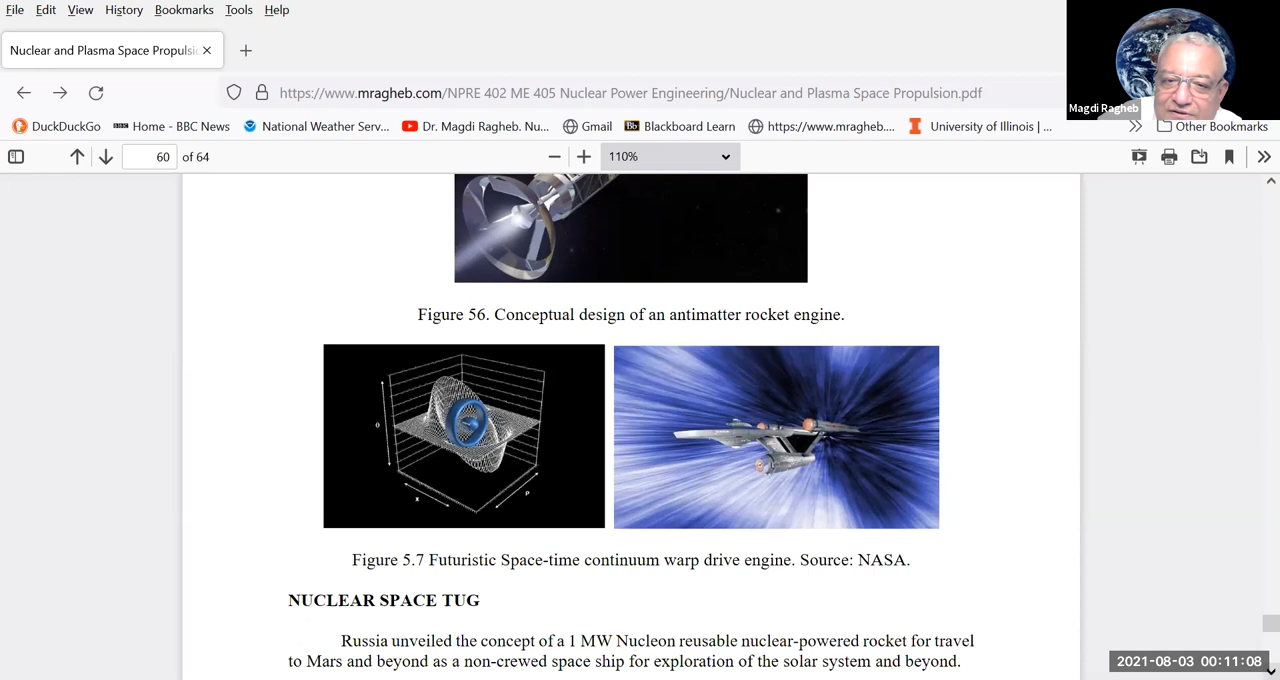 File Edit View History Bookmarks Tools Help
Nuclear and Plasma Space Propulsi
https://www.mragheb.com/NPRE 402 ME 405 Nuclear Power Engineering/Nuclear and Plasma Space Propulsion.pdf
Magdi Ragheb
DuckDuckGo BBC Home - BBC News National Weather Serv... Dr. Magdi Ragheb. Nu... Gmail Bb Blackboard Learn https://www.mragheb.... University of Illinois | ... Other Bookmarks
60 of 64 110%
Figure 56. Conceptual design of an antimatter rocket engine.
θ
x ρ
Figure 5.7 Futuristic Space-time continuum warp drive engine. Source: NASA.
NUCLEAR SPACE TUG
Russia unveiled the concept of a 1 MW Nucleon reusable nuclear-powered rocket for travel
to Mars and beyond as a non-crewed space ship for exploration of the solar system and beyond.
2021-08-03 00:11:08